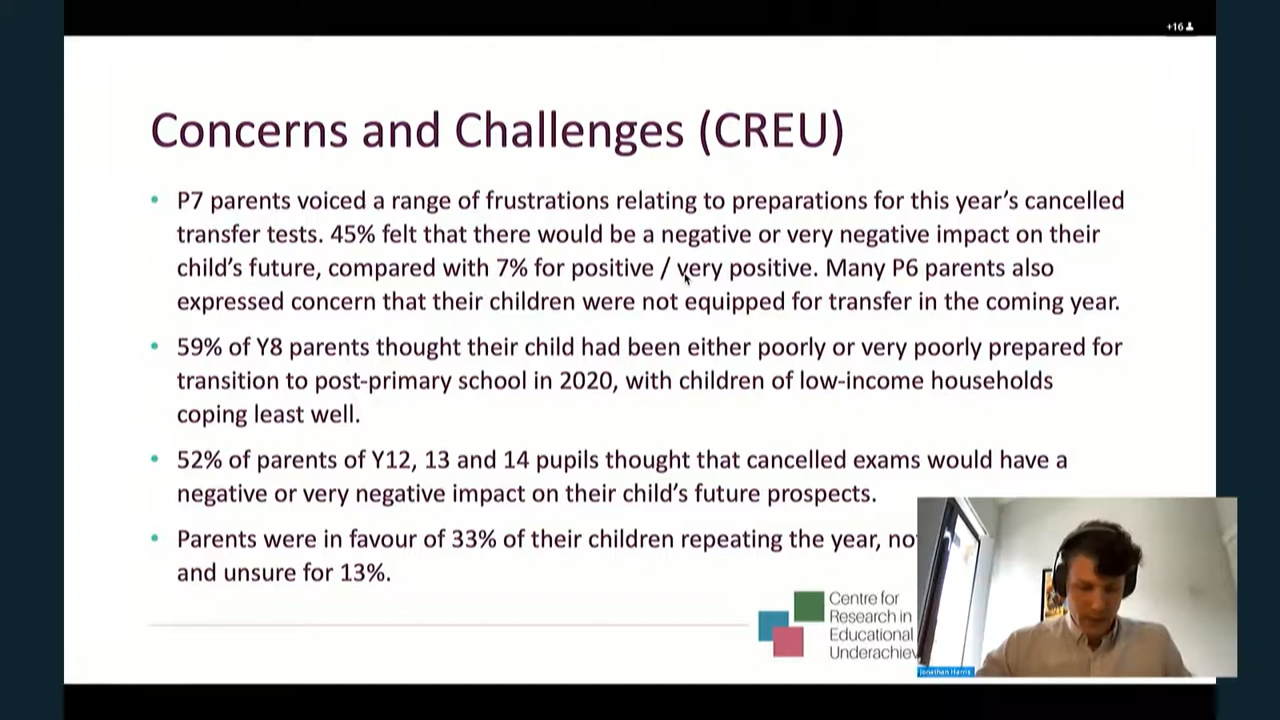 +16
Concerns and Challenges (CREU)
• P7 parents voiced a range of frustrations relating to preparations for this year's cancelled
transfer tests. 45% felt that there would be a negative or very negative impact on their
child's future, compared with 7% for positive / very positive. Many P6 parents also
expressed concern that their children were not equipped for transfer in the coming year.
• 59% of Y8 parents thought their child had been either poorly or very poorly prepared for
transition to post-primary school in 2020, with children of low-income households
coping least well.
• 52% of parents of Y12, 13 and 14 pupils thought that cancelled exams would have a
negative or very negative impact on their child's future prospects.
• Parents were in favour of 33% of their children repeating the year,
and unsure for 13%.
Centre for
Research in
Educational
Jonathan Harris